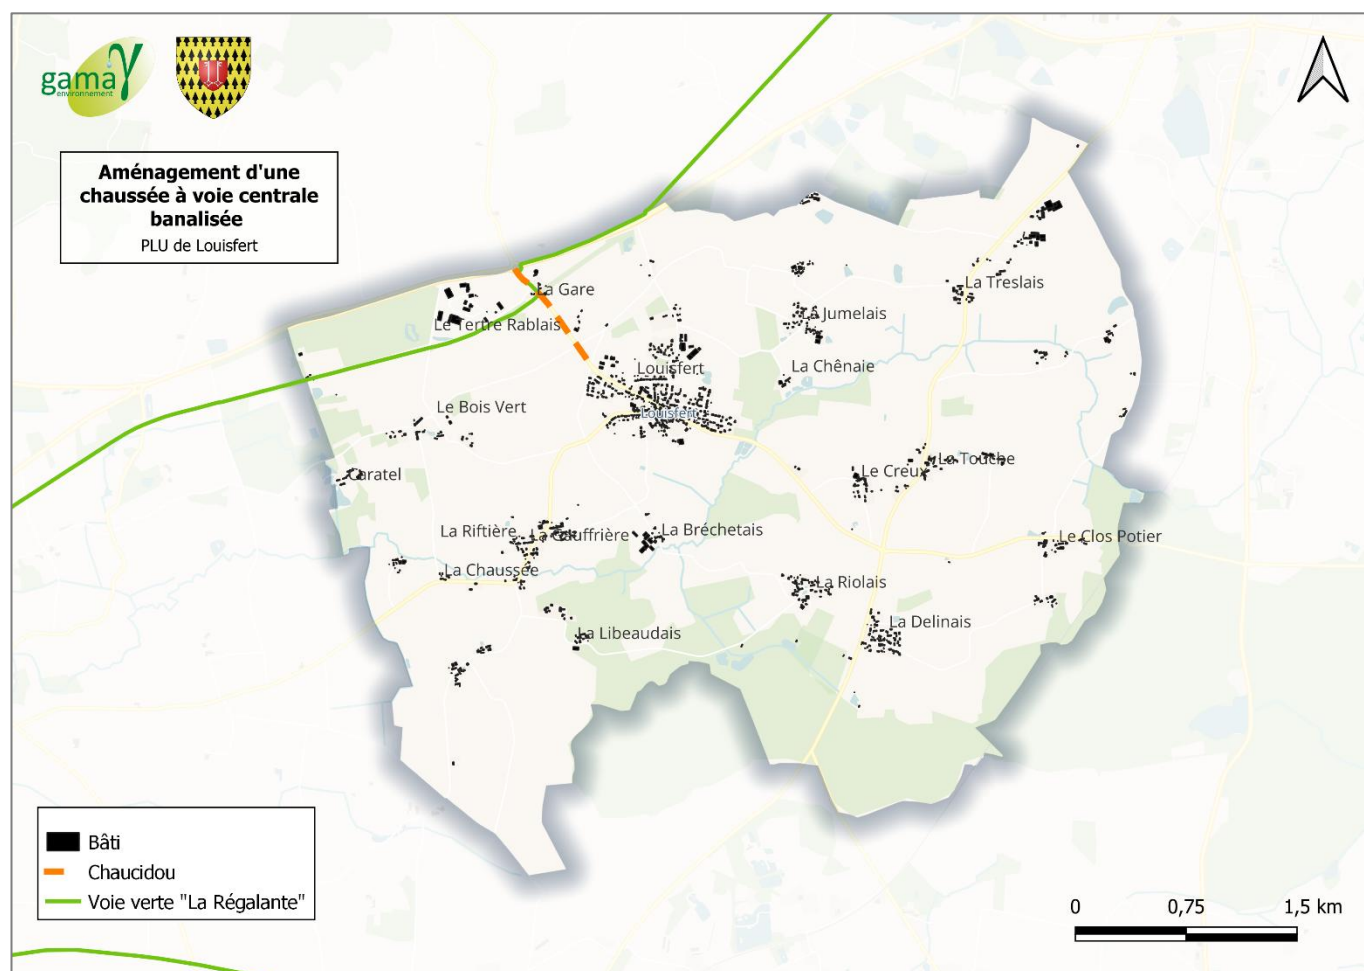 gama
environnement
Aménagement d'une
chaussée à voie centrale
banalisée
PLU de Louisfert
La Gare
La Treslais
Le Tertre Rablais
La Jumelais
Louisfert
La Chênaie
Le Bois Vert
Louisfert
Caratel
Le Creux
La Touche
La Riftière
La Gauffrière
La Bréchetais
Le Clos Potier
La Chaussée
La Riolais
La Delinais
La Libeaudais
Bâti
Chaucidou
Voie verte "La Régalante"
0 0,75 1,5 km